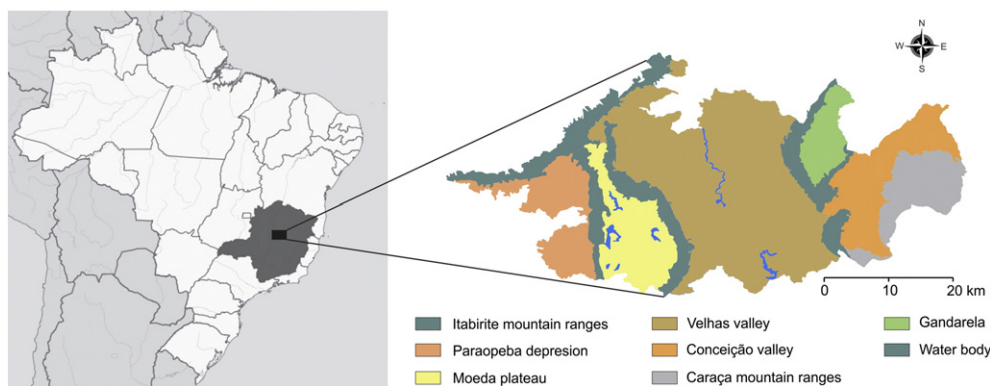 N
W E
S
0 10 20 km
Itabirite mountain ranges
Velhas valley
Gandarela
Paraopeba depresion
Conceição valley
Water body
Moeda plateau
Caraça mountain ranges